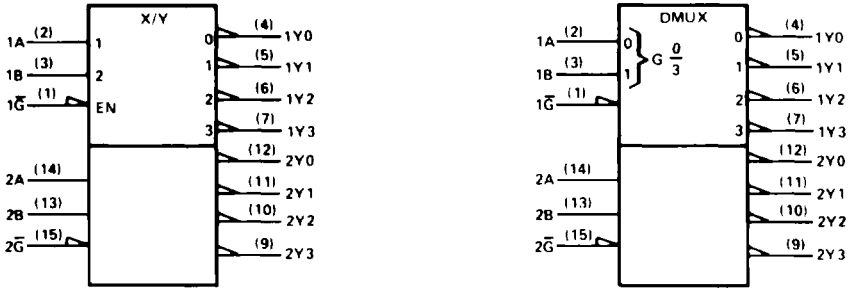 X/Y
1A (2) 1 0 (4) 1Y0
1B (3) 2 1 (5) 1Y1
1G̅ (1) EN 2 (6) 1Y2
3 (7) 1Y3
(12) 2Y0
2A (14) (11) 2Y1
2B (13) (10) 2Y2
2G̅ (15) (9) 2Y3
DMUX
1A (2) 0 G 0/3 0 (4) 1Y0
1B (3) 1 1 (5) 1Y1
1G̅ (1) 2 (6) 1Y2
3 (7) 1Y3
(12) 2Y0
2A (14) (11) 2Y1
2B (13) (10) 2Y2
2G̅ (15) (9) 2Y3